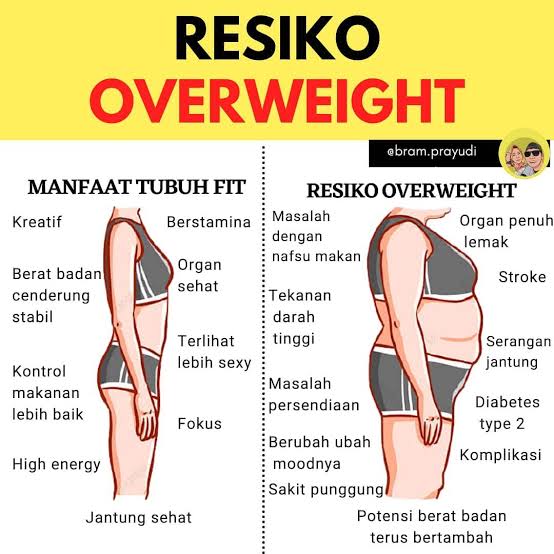 RESIKO
OVERWEIGHT
@bram.prayudi
MANFAAT TUBUH FIT
Kreatif
Berstamina
Organ
sehat
Berat badan
cenderung
stabil
Terlihat
lebih sexy
Kontrol
makanan
lebih baik
Fokus
High energy
Jantung sehat
RESIKO OVERWEIGHT
Masalah
dengan
nafsu makan
Organ penuh
lemak
Stroke
Tekanan
darah
tinggi
Serangan
jantung
Masalah
persendiaan
Diabetes
type 2
Berubah ubah
moodnya
Komplikasi
Sakit punggung
Potensi berat badan
terus bertambah